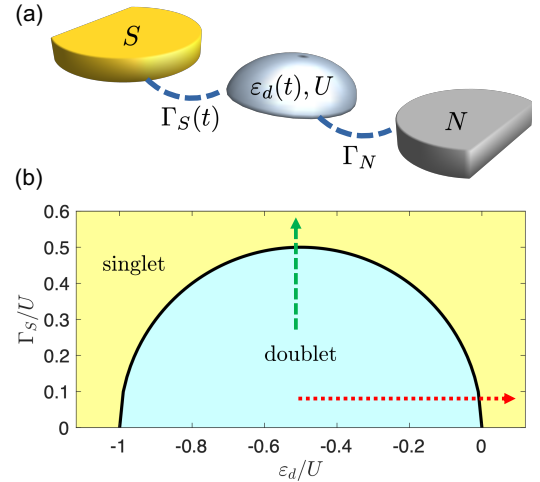 (a)
S
ε_d(t), U
Γ_S(t)
N
Γ_N
(b)
0.6
0.5
singlet
0.4
Γ_S/U
0.3
doublet
0.2
0.1
0
-1 -0.8 -0.6 -0.4 -0.2 0
ε_d/U